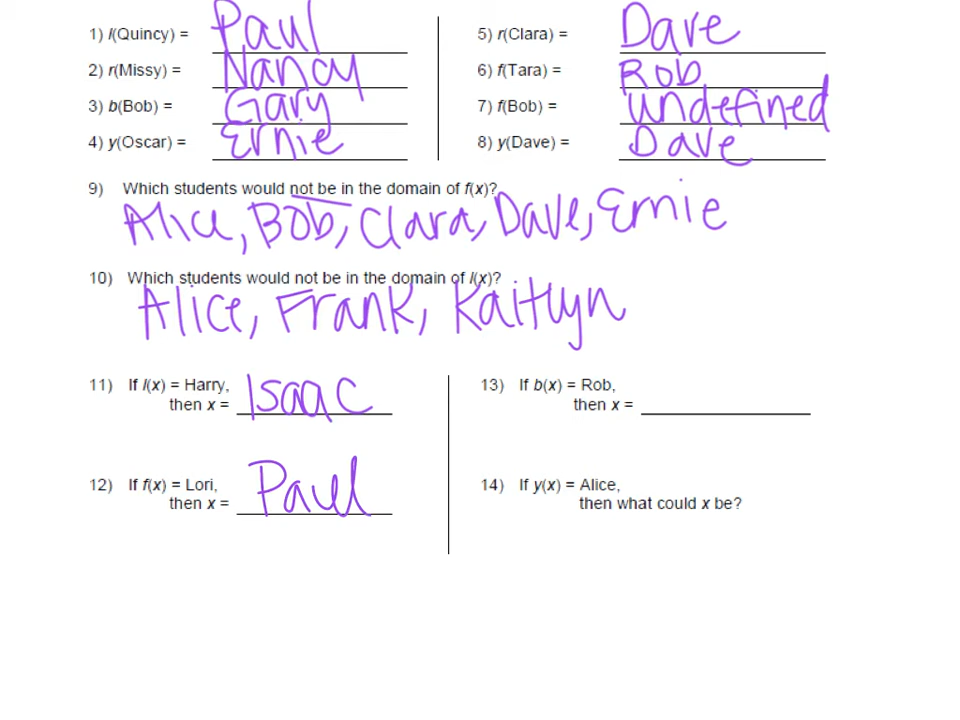 1) l(Quincy) = Paul
2) r(Missy) = Nancy
3) b(Bob) = Gary
4) y(Oscar) = Ernie
5) r(Clara) = Dave
6) f(Tara) = Rob
7) f(Bob) = undefined
8) y(Dave) = Dave
9) Which students would not be in the domain of f(x)?
Alice, Bob, Clara, Dave, Ernie
10) Which students would not be in the domain of l(x)?
Alice, Frank, Kaitlyn
11) If l(x) = Harry,
then x = Isaac
12) If f(x) = Lori,
then x = Paul
13) If b(x) = Rob,
then x =
14) If y(x) = Alice,
then what could x be?